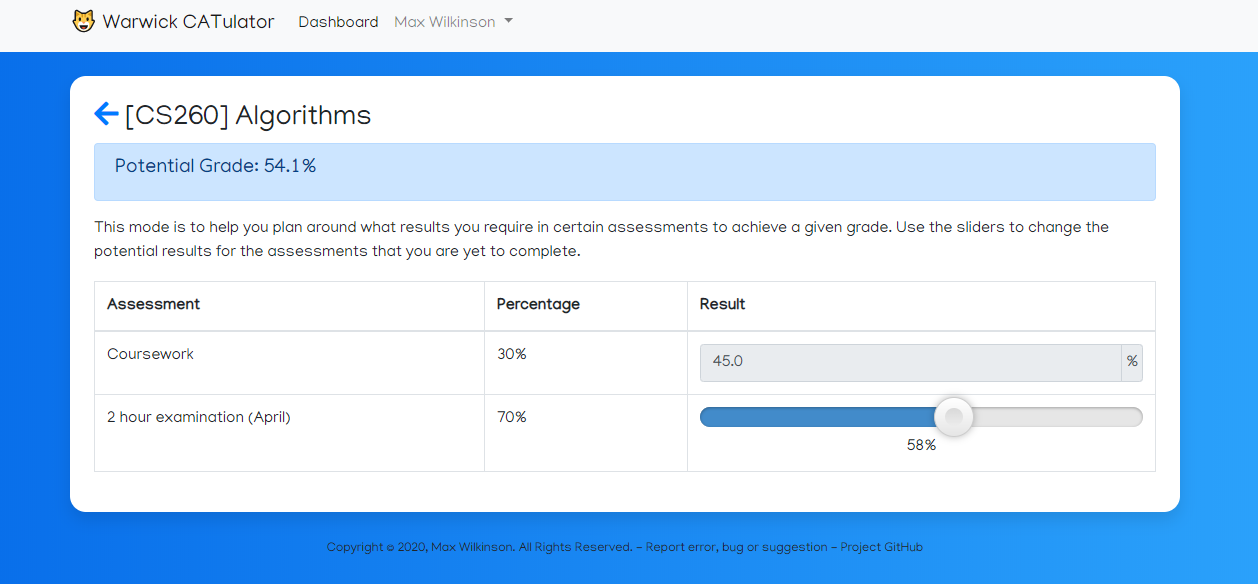 Warwick CATulator Dashboard Max Wilkinson
[CS260] Algorithms
Potential Grade: 54.1%
This mode is to help you plan around what results you require in certain assessments to achieve a given grade. Use the sliders to change the
potential results for the assessments that you are yet to complete.
Assessment Percentage Result
Coursework 30% 45.0 %
2 hour examination (April) 70%
58%
Copyright © 2020, Max Wilkinson. All Rights Reserved. - Report error, bug or suggestion - Project GitHub